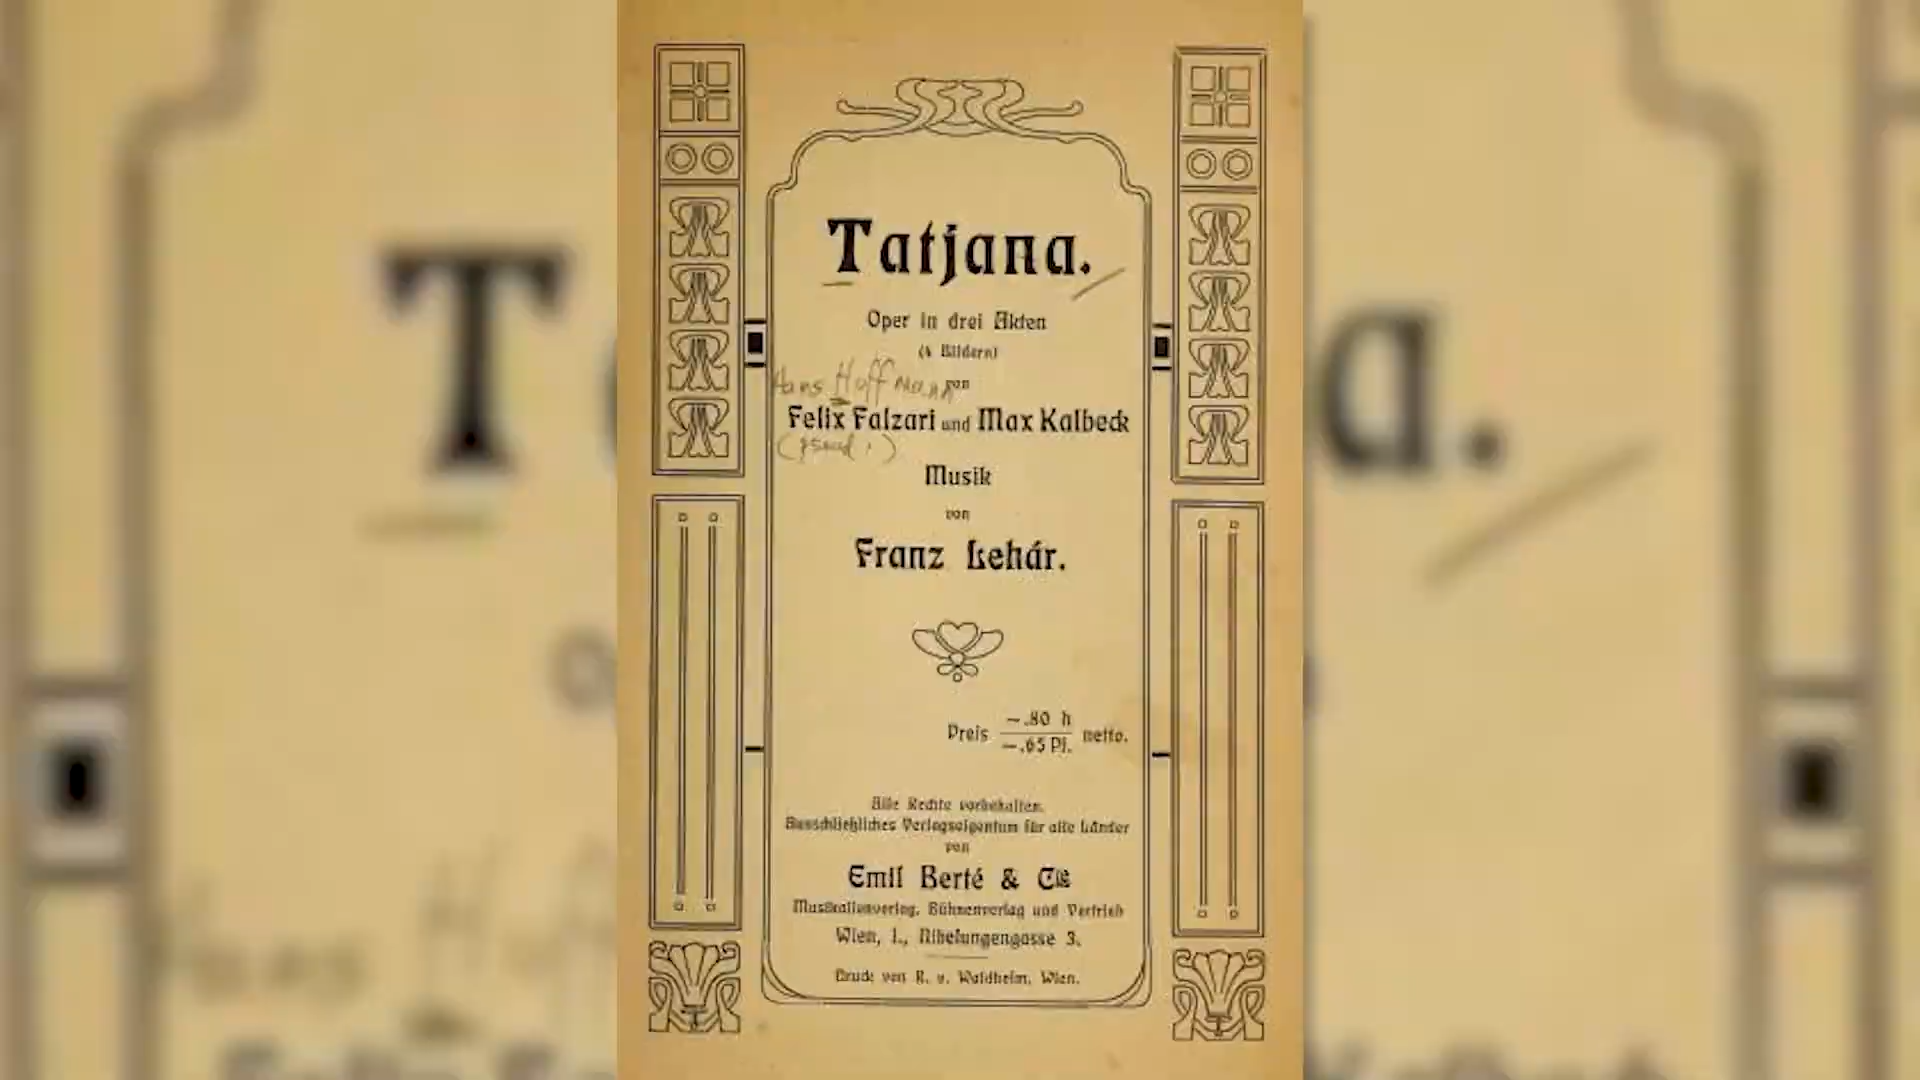 Tatjana.
Oper in drei Akten
(4 Bildern)
von
Hans Hoffmann
Felix Falzari und Max Kalbeck
(pseud.)
Musik
von
Franz Lehár.
Preis —.80 h
—.65 Pf. netto.
Alle Rechte vorbehalten.
Ausschließliches Verlagseigentum für alle Länder
von
Emil Berté & Cie
Musikalienverlag, Bühnenverlag und Vertrieb
Wien, I., Nibelungengasse 3.
Druck von R. v. Waldheim, Wien.